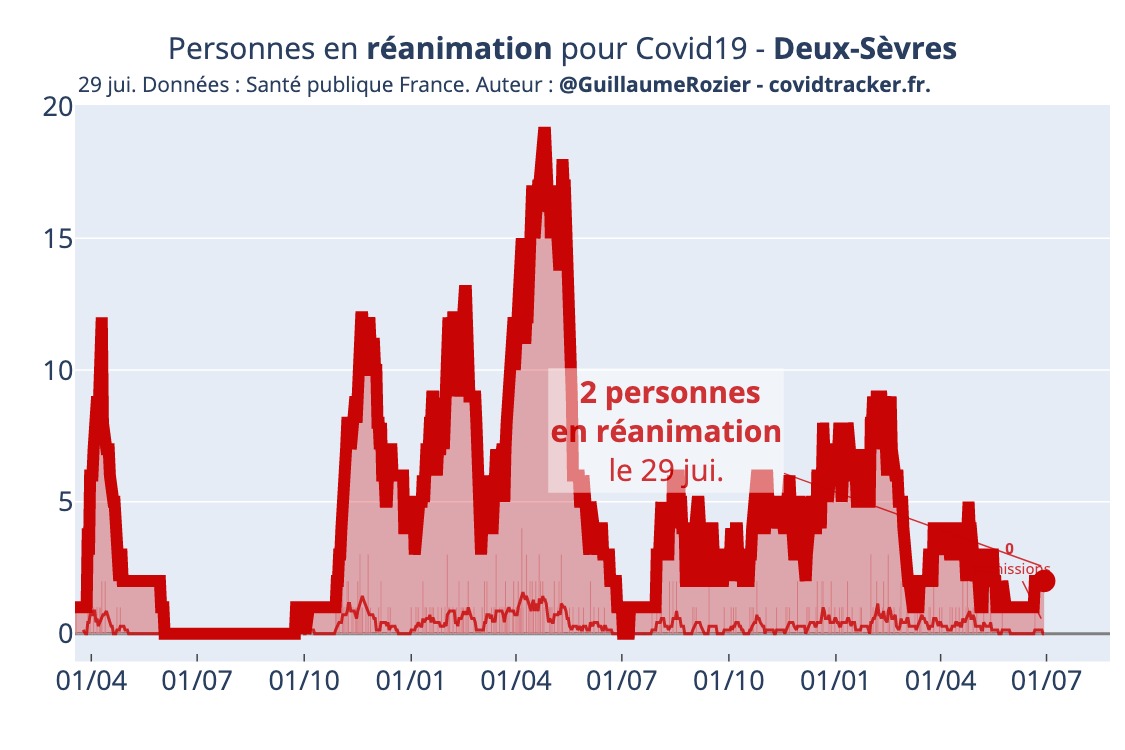 Personnes en réanimation pour Covid19 - Deux-Sèvres
29 jui. Données : Santé publique France. Auteur : @GuillaumeRozier - covidtracker.fr.
20
15
10
5
0
2 personnes
en réanimation
le 29 jui.
0
01/04 01/07 01/10 01/01 01/04 01/07 01/10 01/01 01/04 01/07